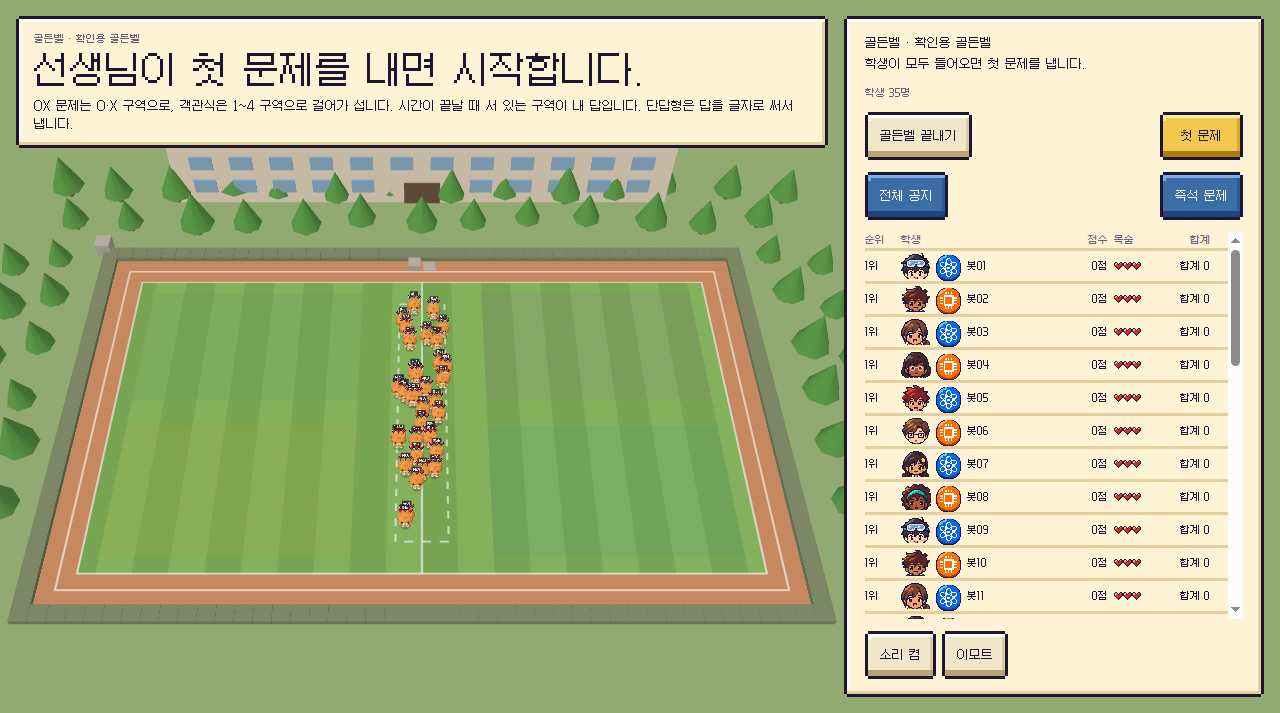 골든벨 · 확인용 골든벨
선생님이 첫 문제를 내면 시작합니다.
OX 문제는 O·X 구역으로, 객관식은 1~4 구역으로 걸어가 섭니다. 시간이 끝날 때 서 있는 구역이 내 답입니다. 단답형은 답을 글자로 써서
냅니다.
골든벨 · 확인용 골든벨
학생이 모두 들어오면 첫 문제를 냅니다.
학생 35명
골든벨 끝내기
첫 문제
전체 공지
즉석 문제
순위 학생 점수 목숨 합계
1위 봇01 0점 합계 0
1위 봇02 0점 합계 0
1위 봇03 0점 합계 0
1위 봇04 0점 합계 0
1위 봇05 0점 합계 0
1위 봇06 0점 합계 0
1위 봇07 0점 합계 0
1위 봇08 0점 합계 0
1위 봇09 0점 합계 0
1위 봇10 0점 합계 0
1위 봇11 0점 합계 0
소리 켬
이모트